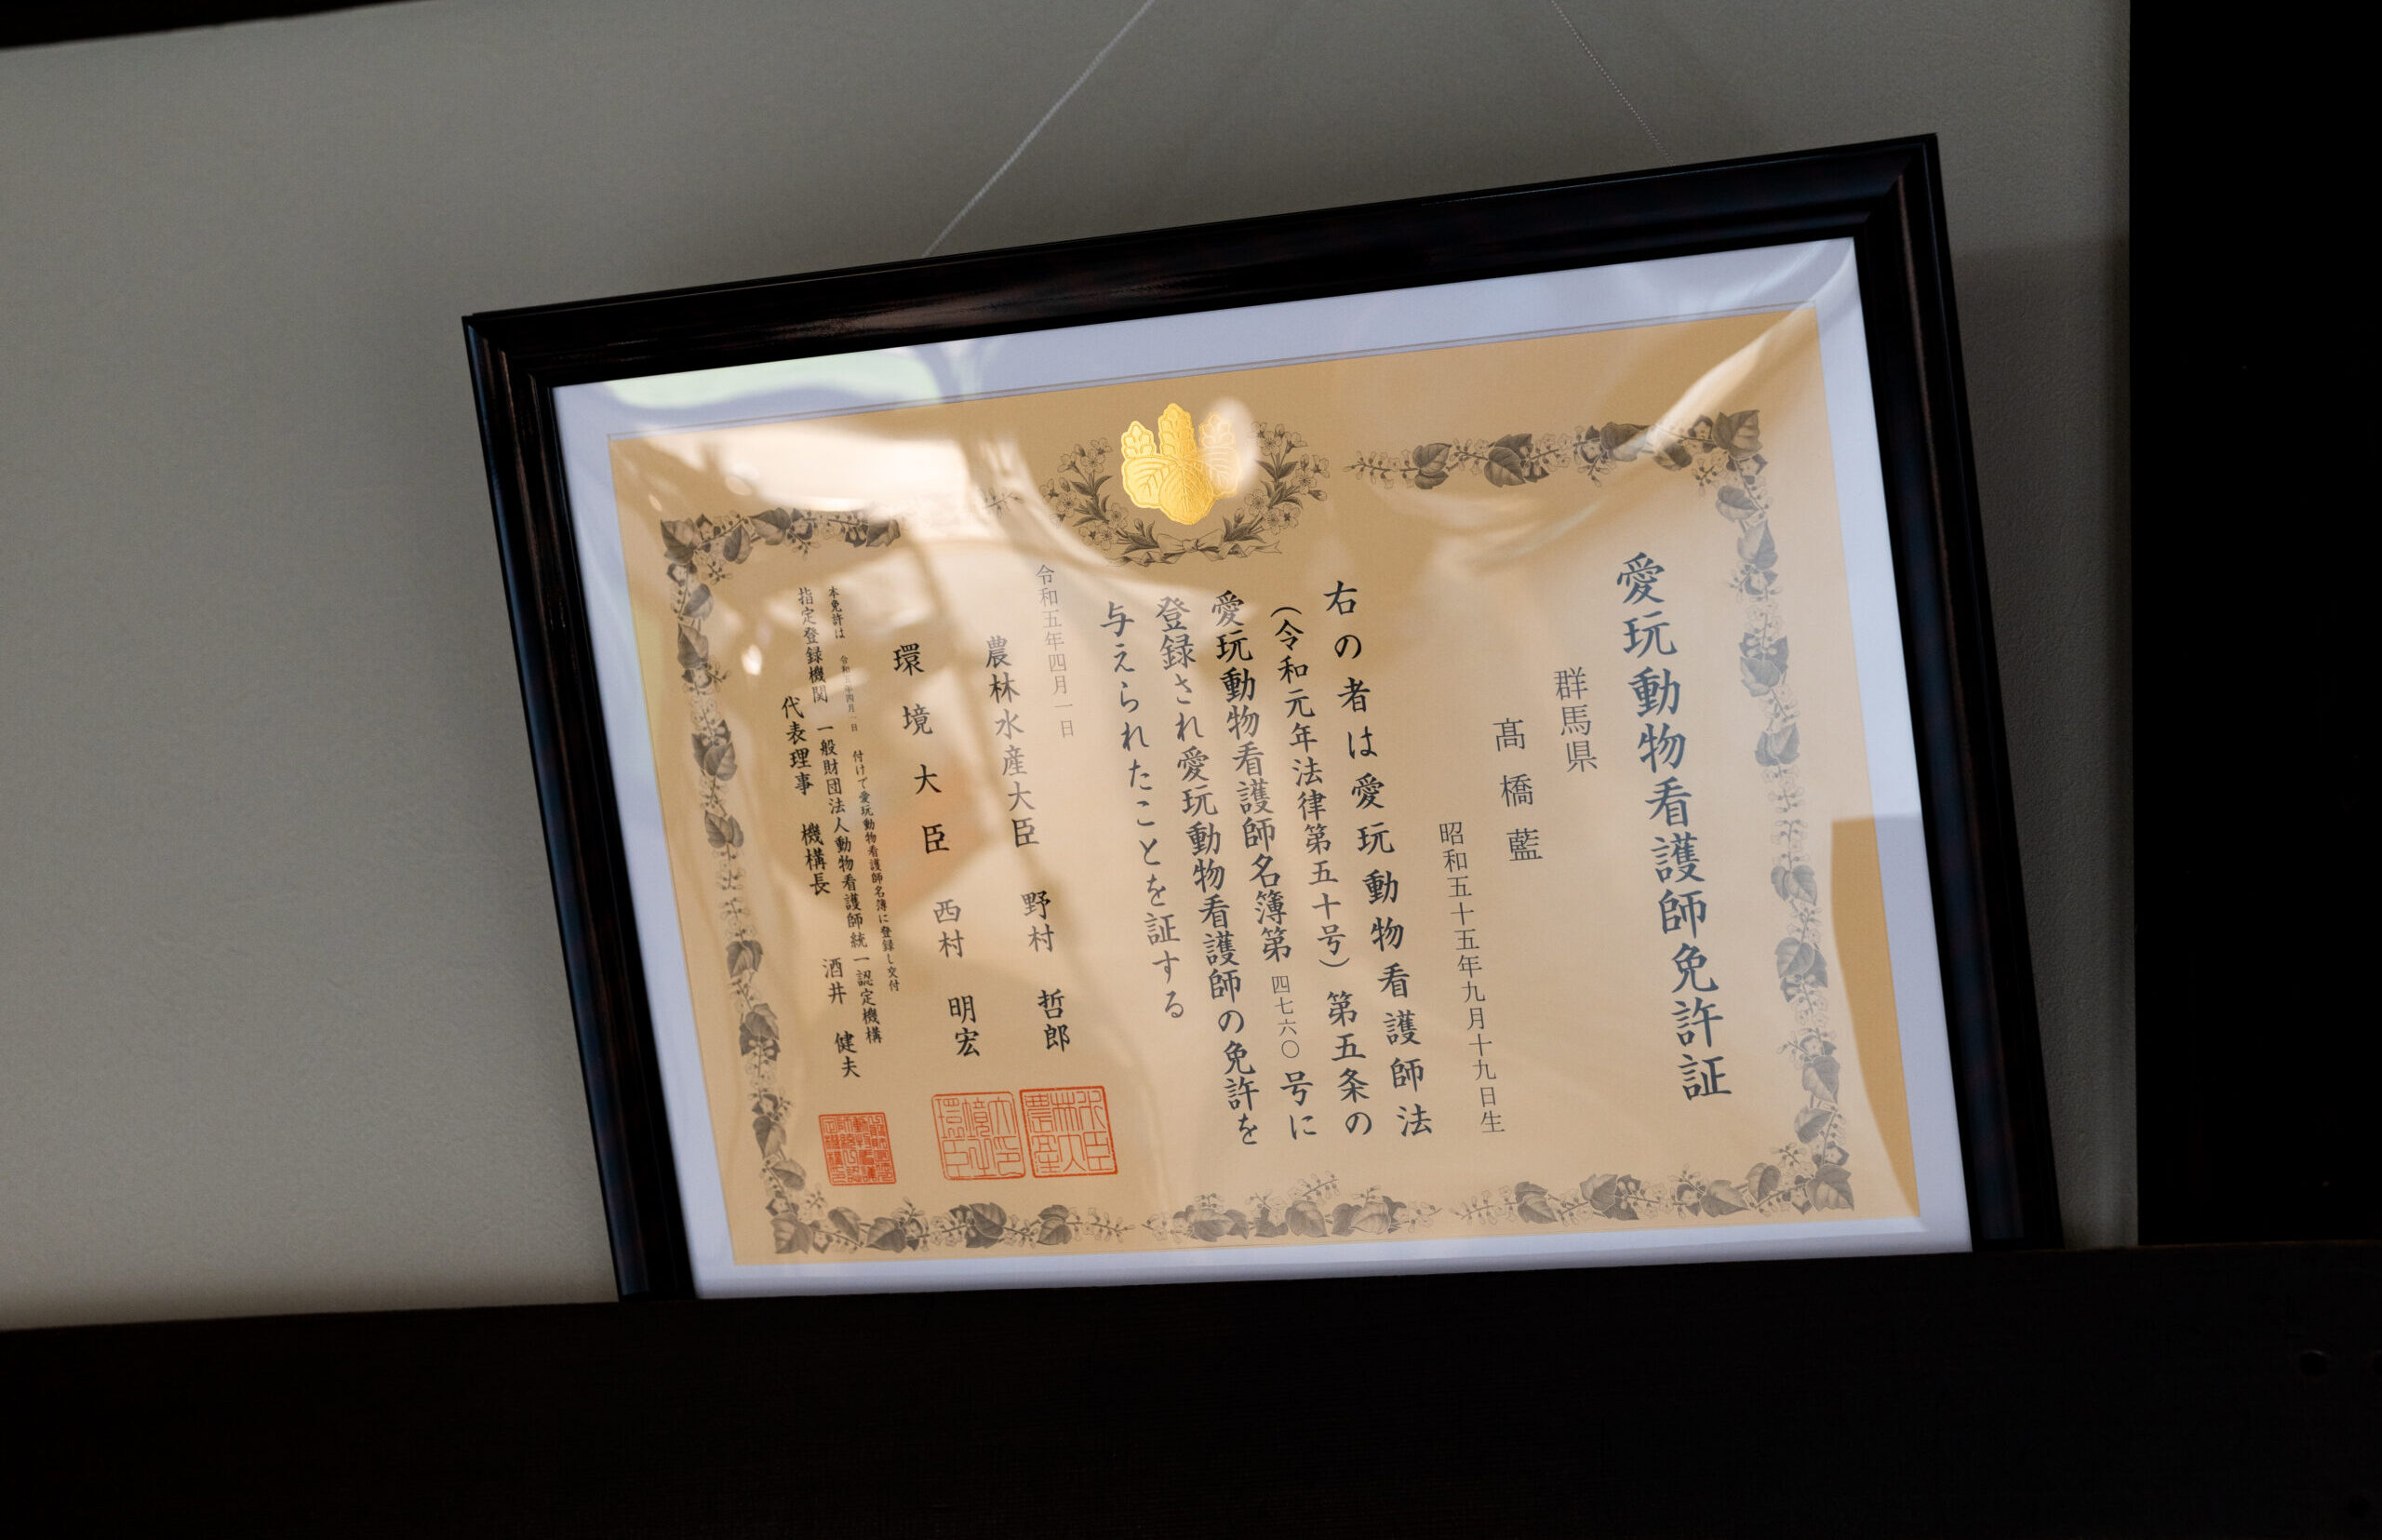 愛玩動物看護師免許証
群馬県
髙橋藍
昭和五十五年九月十九日生
右の者は愛玩動物看護師法
(令和元年法律第五十号)第五条の
愛玩動物看護師名簿第四七六〇号に
登録され愛玩動物看護師の免許を
与えられたことを証する
令和五年四月一日
農林水産大臣 野村 哲郎
環境大臣 西村 明宏
本免許は 令和五年四月一日 付けで愛玩動物看護師名簿に登録し交付
指定登録機関 一般財団法人動物看護師統一認定機構
代表理事 機構長 酒井 健夫